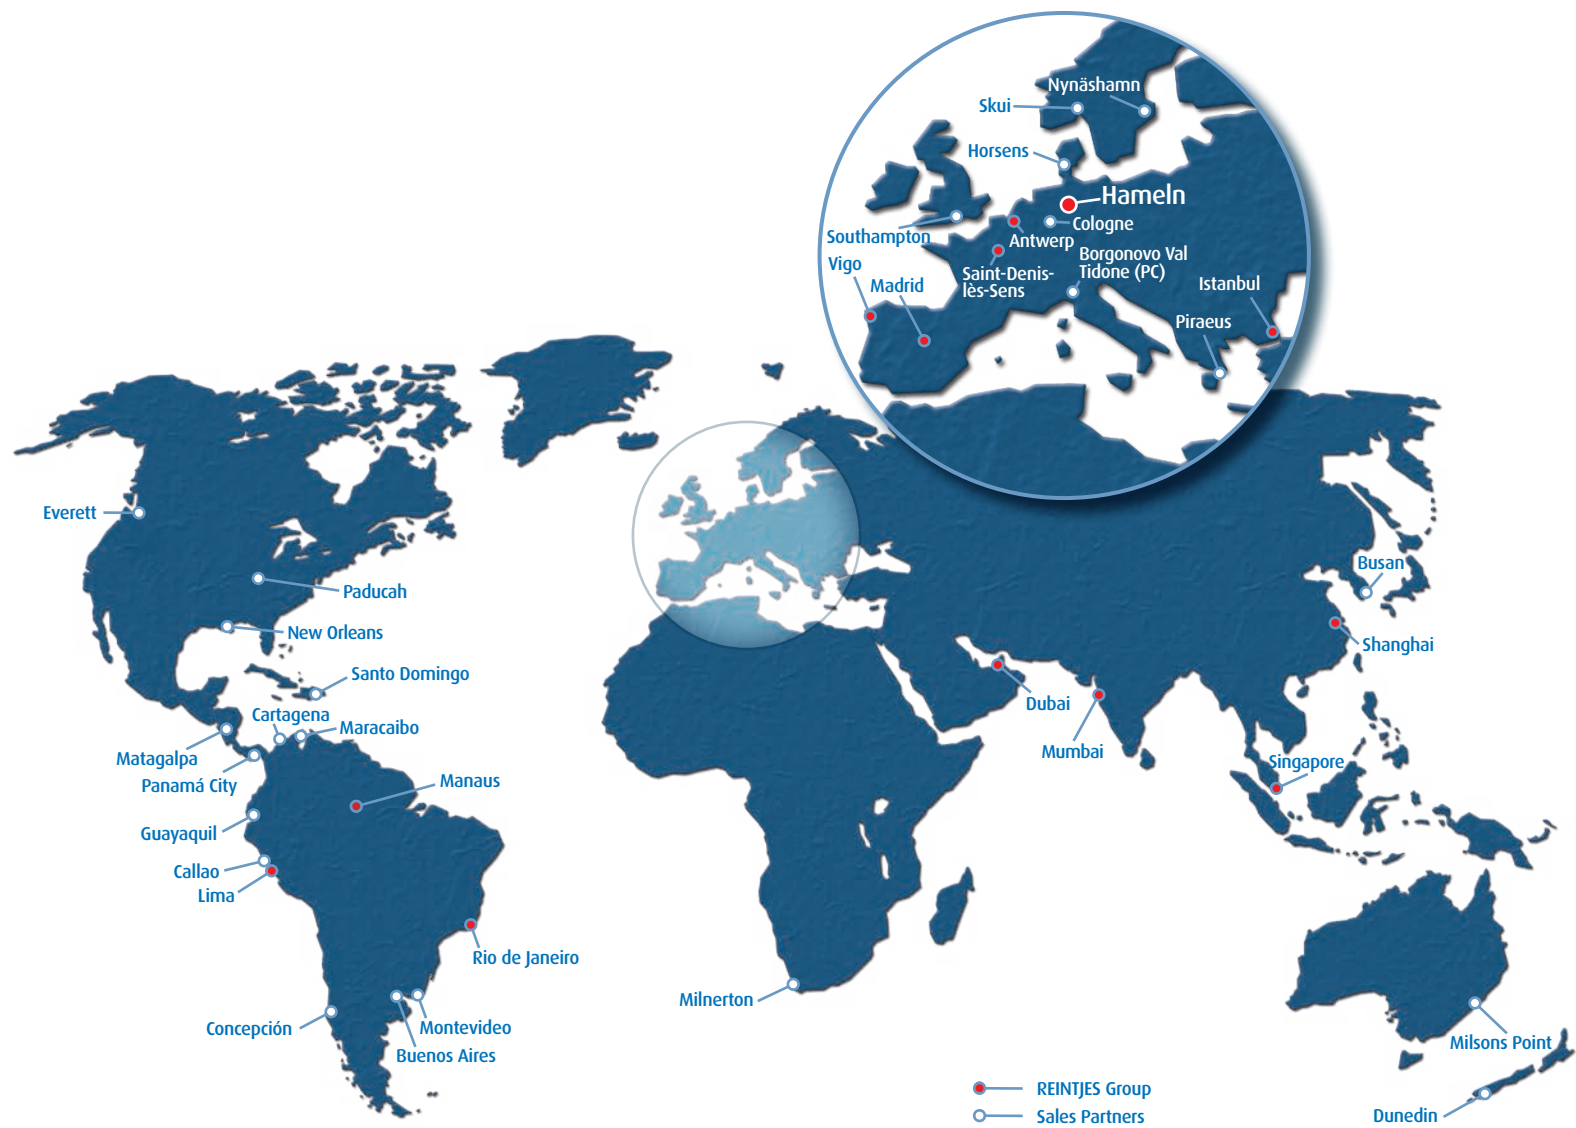 Nynäshamn
Skui
Horsens
Hameln
Cologne
Southampton
Antwerp
Borgonovo Val
Tidone (PC)
Vigo
Saint-Denis-
lès-Sens
Madrid
Istanbul
Piraeus
Everett
Busan
Paducah
New Orleans
Shanghai
Santo Domingo
Dubai
Cartagena
Maracaibo
Mumbai
Matagalpa
Singapore
Panamá City
Manaus
Guayaquil
Callao
Lima
Rio de Janeiro
Milnerton
Concepción
Montevideo
Milsons Point
Buenos Aires
REINTJES Group
Sales Partners
Dunedin